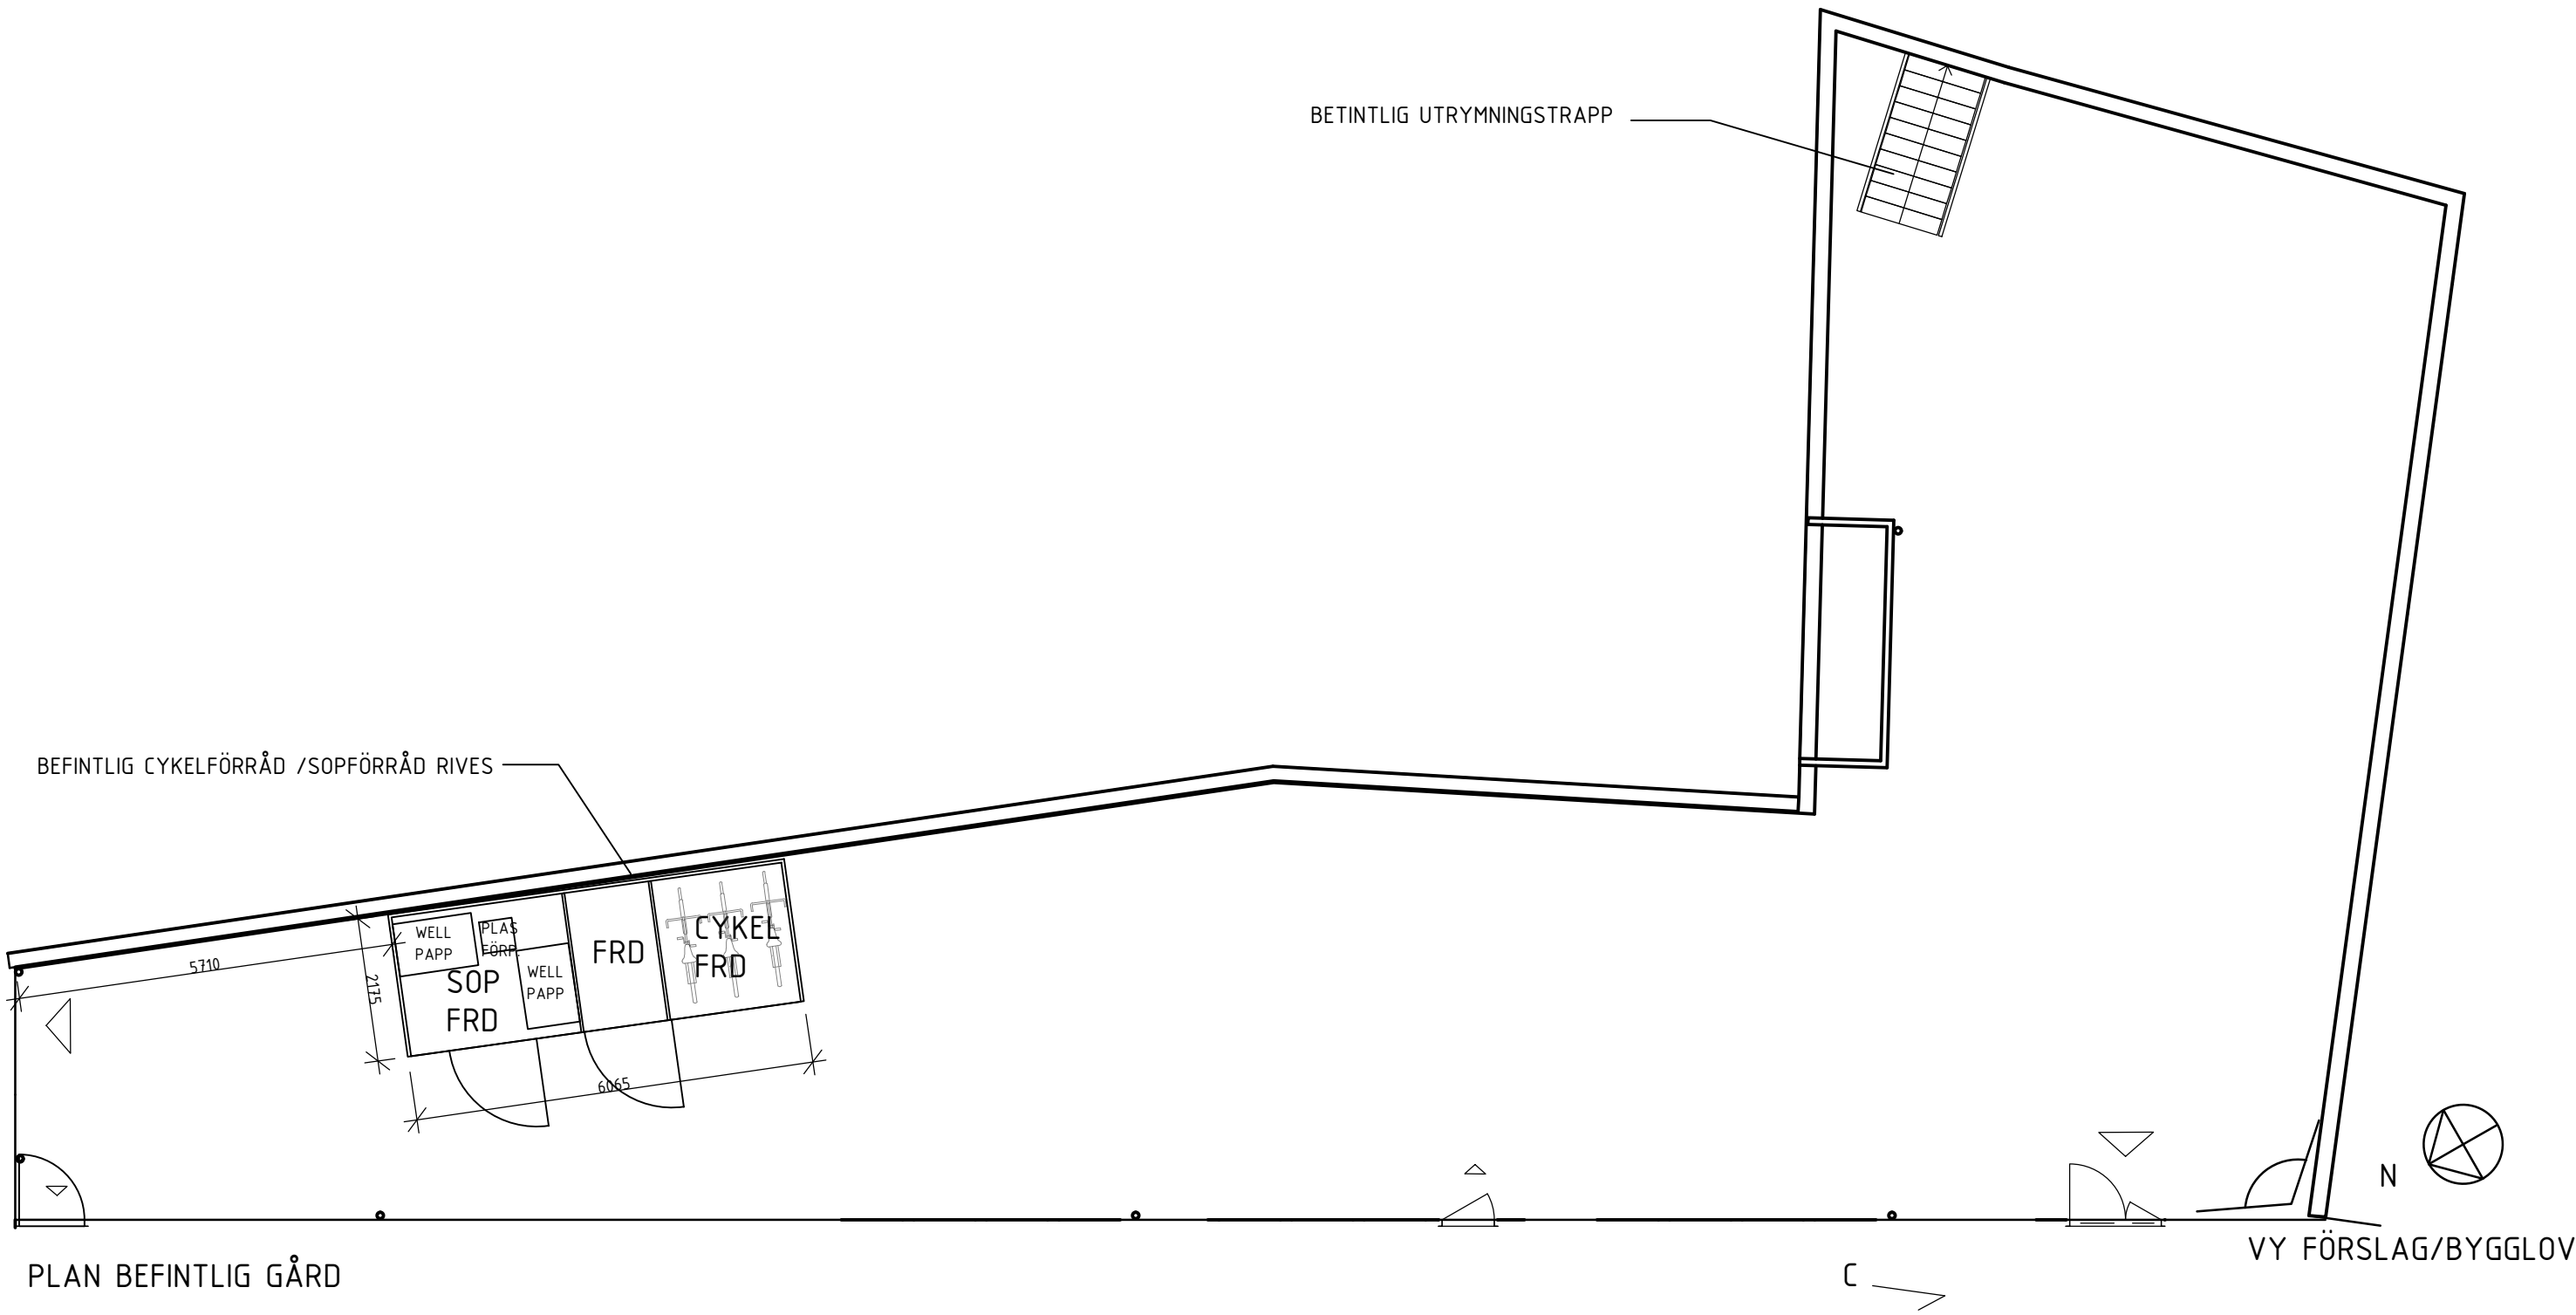 BETINTLIG UTRYMNINGSTRAPP
BEFINTLIG CYKELFÖRRÅD /SOPFÖRRÅD RIVES
WELL
PAPP
PLAS
FÖRP.
WELL
PAPP
SOP
FRD
FRD
CYKEL
FRD
5710
2175
6065
N
VY FÖRSLAG/BYGGLOV
C
PLAN BEFINTLIG GÅRD